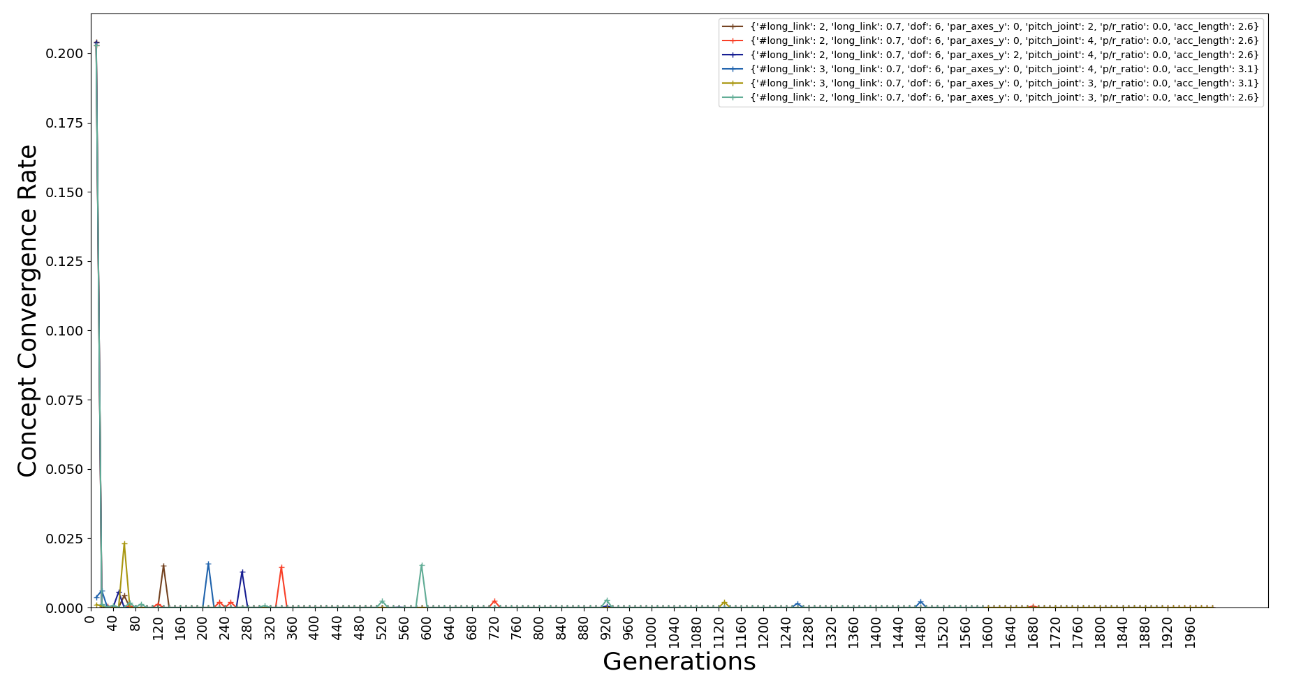 {'#long_link': 2, 'long_link': 0.7, 'dof': 6, 'par_axes_y': 0, 'pitch_joint': 2, 'p/r_ratio': 0.0, 'acc_length': 2.6}
{'#long_link': 2, 'long_link': 0.7, 'dof': 6, 'par_axes_y': 0, 'pitch_joint': 4, 'p/r_ratio': 0.0, 'acc_length': 2.6}
{'#long_link': 2, 'long_link': 0.7, 'dof': 6, 'par_axes_y': 2, 'pitch_joint': 4, 'p/r_ratio': 0.0, 'acc_length': 2.6}
{'#long_link': 3, 'long_link': 0.7, 'dof': 6, 'par_axes_y': 0, 'pitch_joint': 4, 'p/r_ratio': 0.0, 'acc_length': 3.1}
{'#long_link': 3, 'long_link': 0.7, 'dof': 6, 'par_axes_y': 0, 'pitch_joint': 3, 'p/r_ratio': 0.0, 'acc_length': 3.1}
{'#long_link': 2, 'long_link': 0.7, 'dof': 6, 'par_axes_y': 0, 'pitch_joint': 3, 'p/r_ratio': 0.0, 'acc_length': 2.6}
Concept Convergence Rate
0.200
0.175
0.150
0.125
0.100
0.075
0.050
0.025
0.000
0 40 80 120 160 200 240 280 320 360 400 440 480 520 560 600 640 680 720 760 800 840 880 920 960 1000 1040 1080 1120 1160 1200 1240 1280 1320 1360 1400 1440 1480 1520 1560 1600 1640 1680 1720 1760 1800 1840 1880 1920 1960
Generations